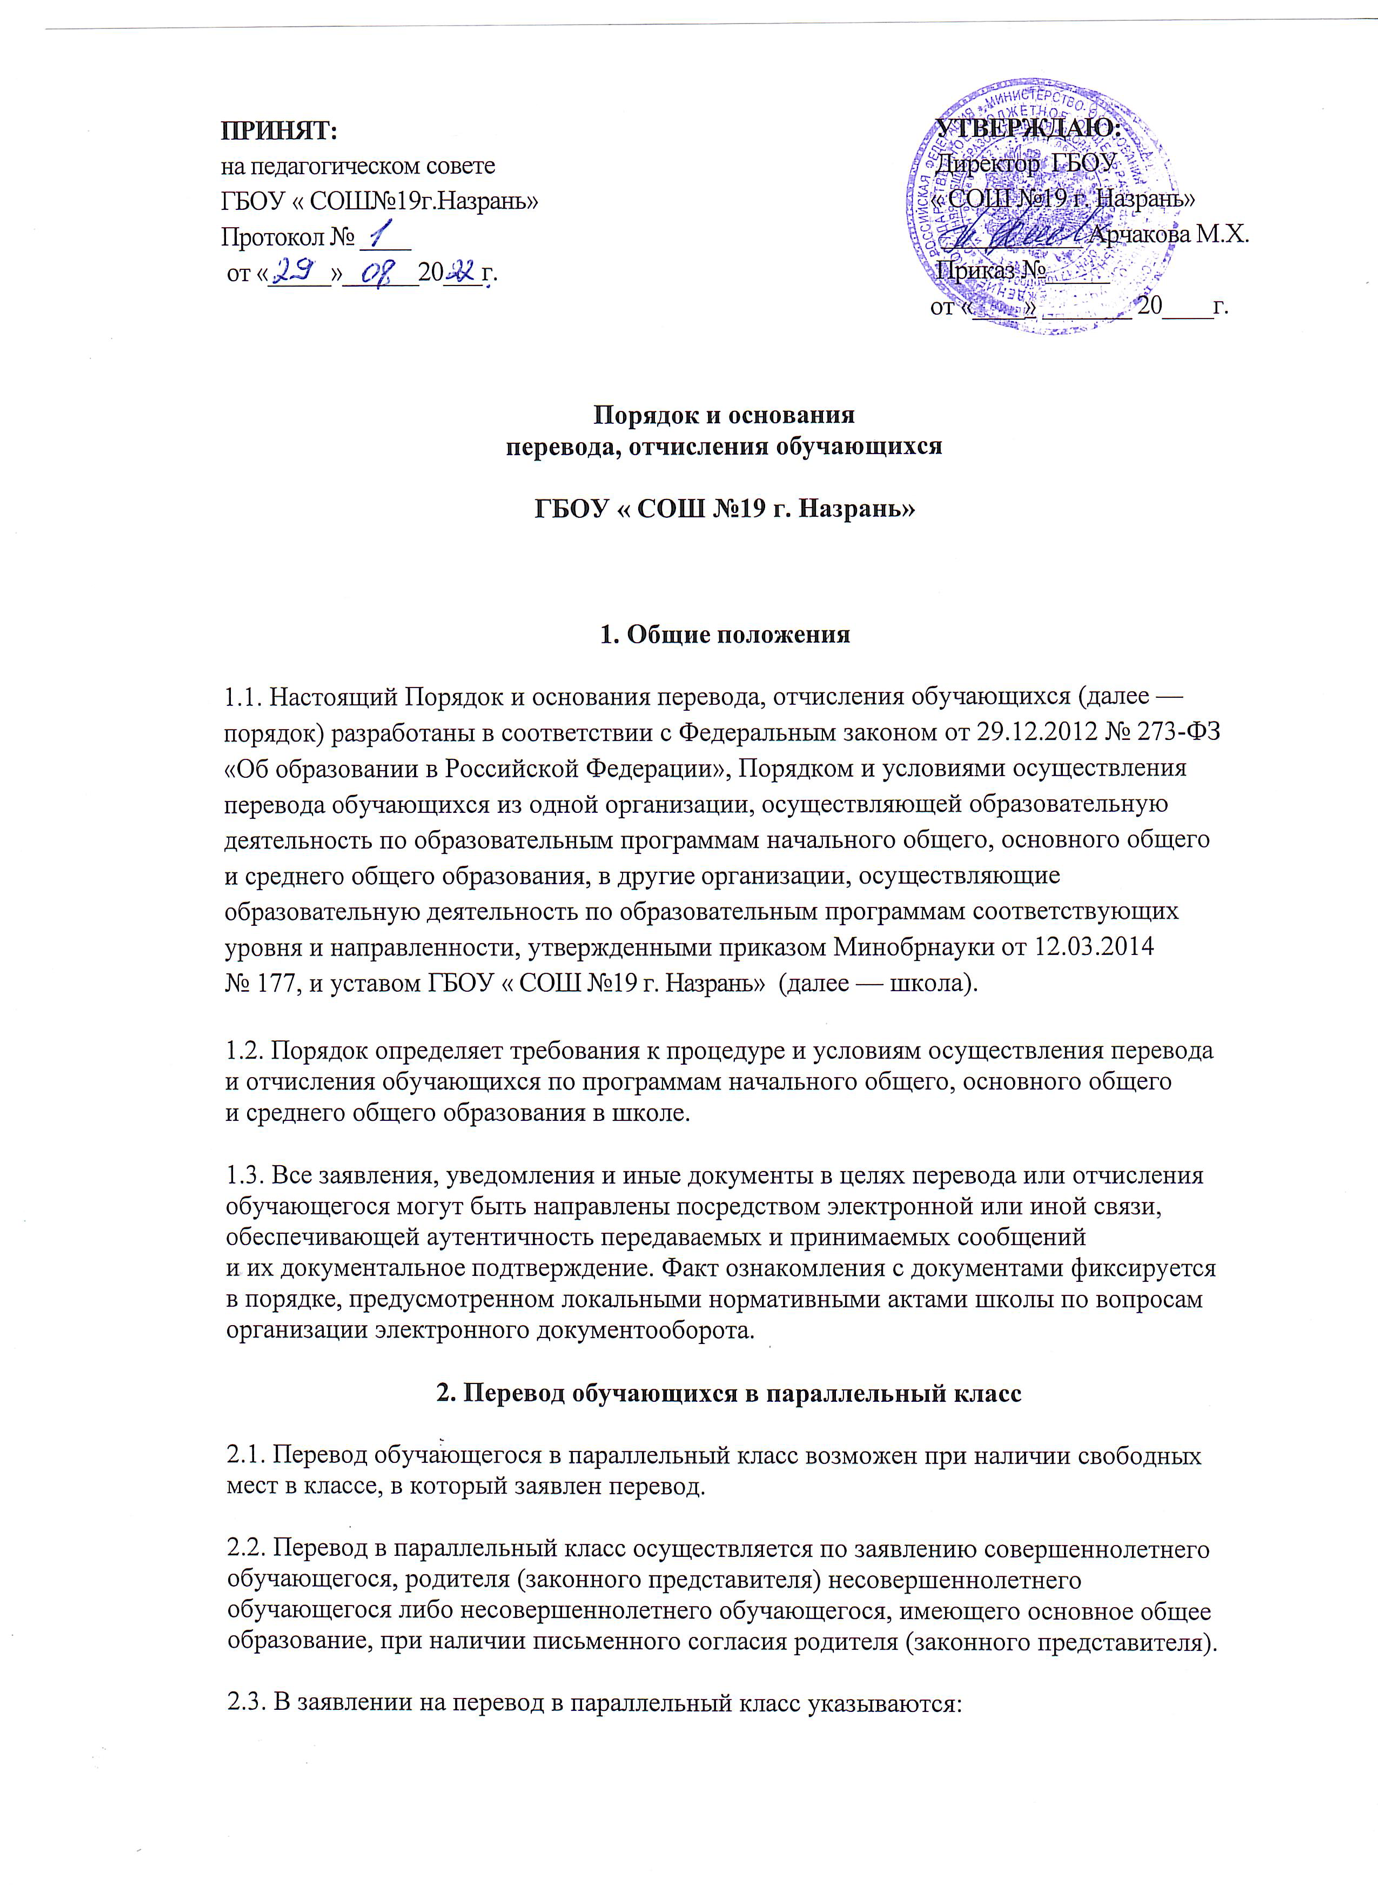 ПРИНЯТ:
на педагогическом совете
ГБОУ « СОШ№19г.Назрань»
Протокол № 1
от «29» 08 2022 г.
УТВЕРЖДАЮ:
Директор ГБОУ
« СОШ №19 г. Назрань»
Арчакова М.Х.
Приказ №_____
от «____» _______ 20____г.
Порядок и основания
перевода, отчисления обучающихся
ГБОУ « СОШ №19 г. Назрань»
1. Общие положения
1.1. Настоящий Порядок и основания перевода, отчисления обучающихся (далее —
порядок) разработаны в соответствии с Федеральным законом от 29.12.2012 № 273-ФЗ
«Об образовании в Российской Федерации», Порядком и условиями осуществления
перевода обучающихся из одной организации, осуществляющей образовательную
деятельность по образовательным программам начального общего, основного общего
и среднего общего образования, в другие организации, осуществляющие
образовательную деятельность по образовательным программам соответствующих
уровня и направленности, утвержденными приказом Минобрнауки от 12.03.2014
№ 177, и уставом ГБОУ « СОШ №19 г. Назрань» (далее — школа).
1.2. Порядок определяет требования к процедуре и условиям осуществления перевода
и отчисления обучающихся по программам начального общего, основного общего
и среднего общего образования в школе.
1.3. Все заявления, уведомления и иные документы в целях перевода или отчисления
обучающегося могут быть направлены посредством электронной или иной связи,
обеспечивающей аутентичность передаваемых и принимаемых сообщений
и их документальное подтверждение. Факт ознакомления с документами фиксируется
в порядке, предусмотренном локальными нормативными актами школы по вопросам
организации электронного документооборота.
2. Перевод обучающихся в параллельный класс
2.1. Перевод обучающегося в параллельный класс возможен при наличии свободных
мест в классе, в который заявлен перевод.
2.2. Перевод в параллельный класс осуществляется по заявлению совершеннолетнего
обучающегося, родителя (законного представителя) несовершеннолетнего
обучающегося либо несовершеннолетнего обучающегося, имеющего основное общее
образование, при наличии письменного согласия родителя (законного представителя).
2.3. В заявлении на перевод в параллельный класс указываются: